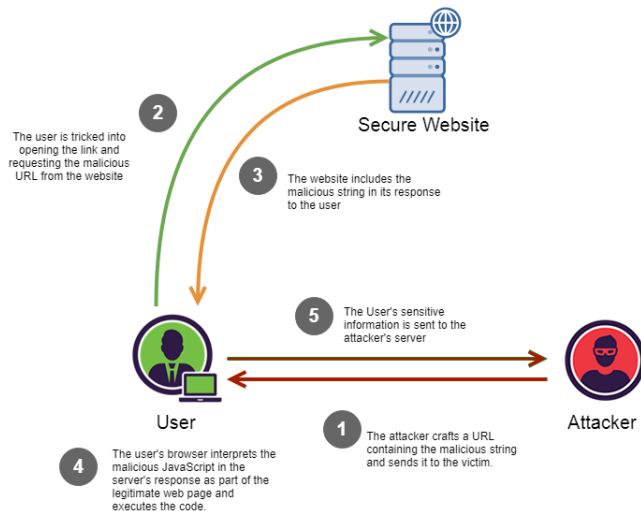 Secure Website
2
The user is tricked into
opening the link and
requesting the malicious
URL from the website
3
The website includes the
malicious string in its response
to the user
5
The User's sensitive
information is sent to the
attacker's server
User
Attacker
1
The attacker crafts a URL
containing the malicious string
and sends it to the victim.
4
The user's browser interprets the
malicious JavaScript in the
server's response as part of the
legitimate web page and
executes the code.